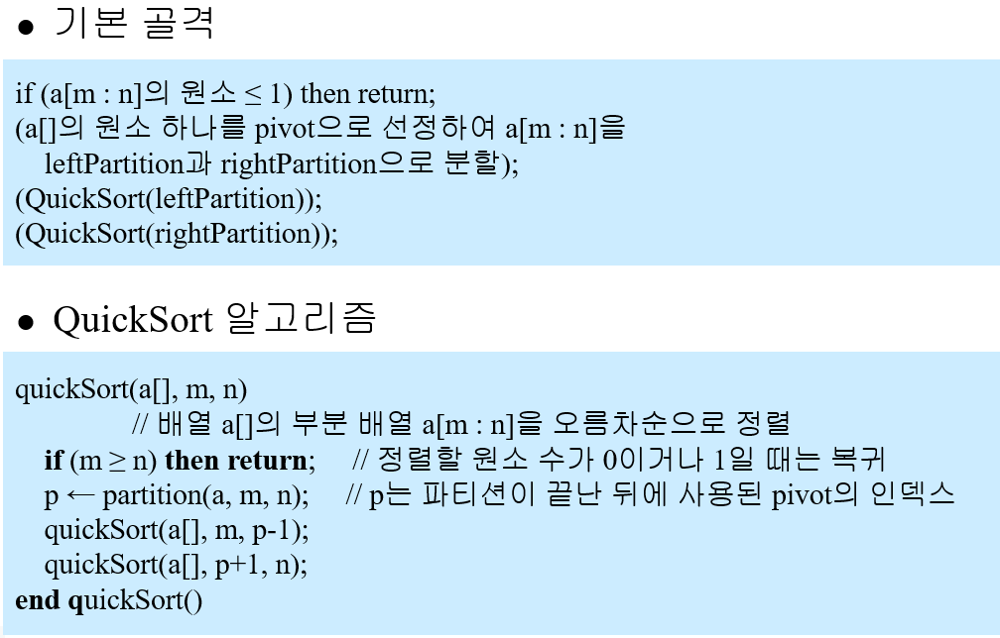 ● 기본 골격
if (a[m : n]의 원소 ≤ 1) then return;
(a[]의 원소 하나를 pivot으로 선정하여 a[m : n]을
leftPartition과 rightPartition으로 분할);
(QuickSort(leftPartition));
(QuickSort(rightPartition));
● QuickSort 알고리즘
quickSort(a[], m, n)
// 배열 a[]의 부분 배열 a[m : n]을 오름차순으로 정렬
if (m ≥ n) then return; // 정렬할 원소 수가 0이거나 1일 때는 복귀
p ← partition(a, m, n); // p는 파티션이 끝난 뒤에 사용된 pivot의 인덱스
quickSort(a[], m, p-1);
quickSort(a[], p+1, n);
end quickSort()